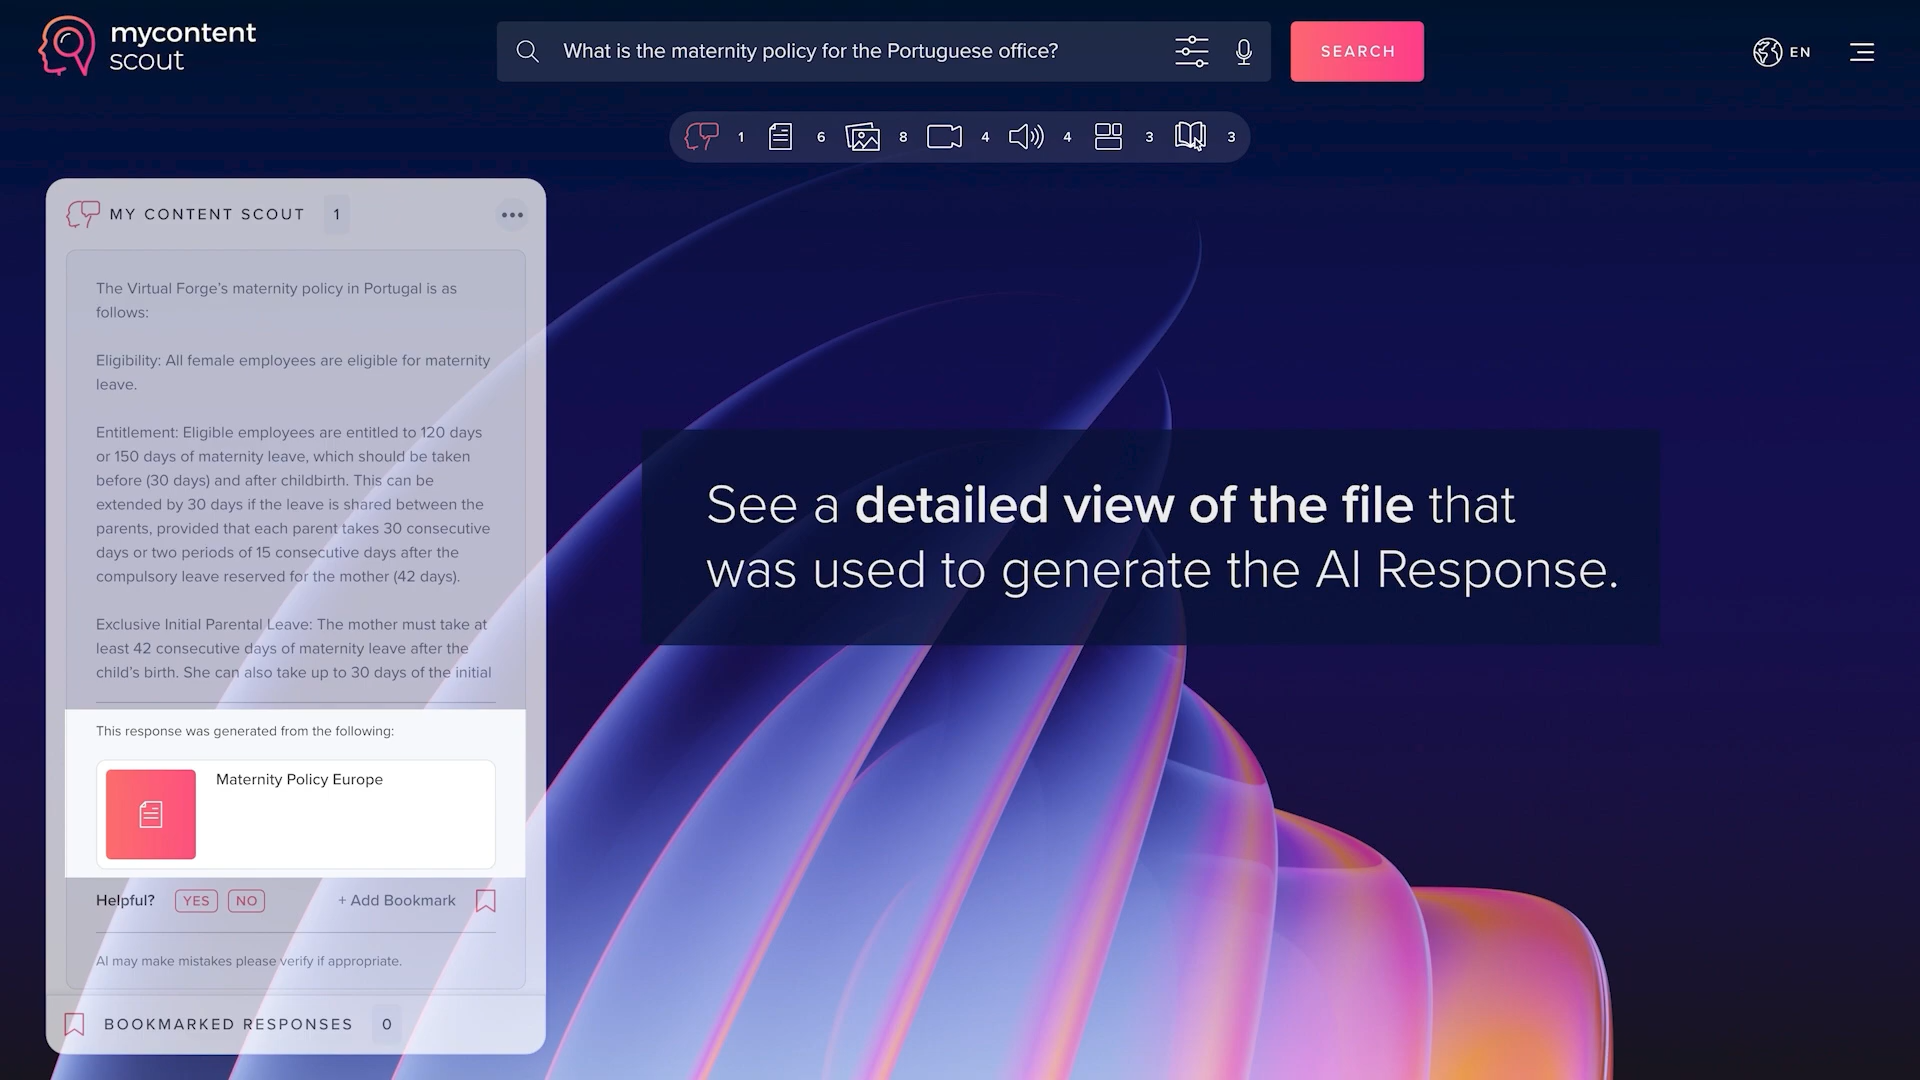 mycontent
scout
What is the maternity policy for the Portuguese office?
SEARCH
EN
1 6 8 4 4 3 3
MY CONTENT SCOUT 1
The Virtual Forge’s maternity policy in Portugal is as
follows:
Eligibility: All female employees are eligible for maternity
leave.
Entitlement: Eligible employees are entitled to 120 days
or 150 days of maternity leave, which should be taken
before (30 days) and after childbirth. This can be
extended by 30 days if the leave is shared between the
parents, provided that each parent takes 30 consecutive
days or two periods of 15 consecutive days after the
compulsory leave reserved for the mother (42 days).
Exclusive Initial Parental Leave: The mother must take at
least 42 consecutive days of maternity leave after the
child’s birth. She can also take up to 30 days of the initial
This response was generated from the following:
Maternity Policy Europe
Helpful? YES NO + Add Bookmark
AI may make mistakes please verify if appropriate.
BOOKMARKED RESPONSES 0
See a detailed view of the file that
was used to generate the AI Response.